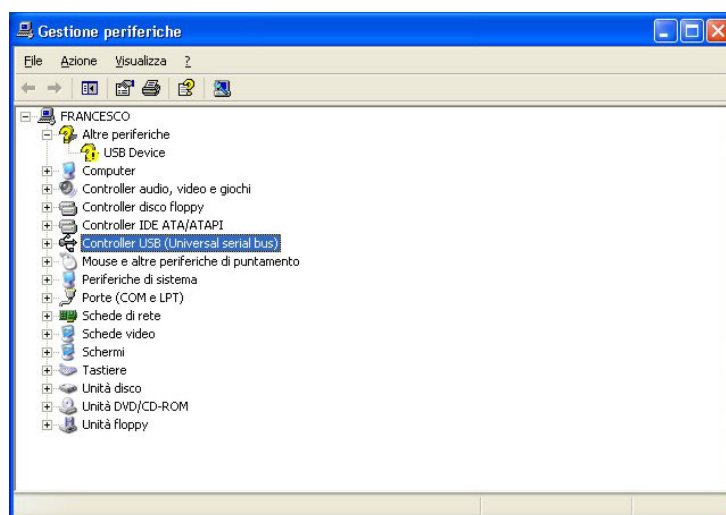 Gestione periferiche
File Azione Visualizza ?
FRANCESCO
Altre periferiche
USB Device
Computer
Controller audio, video e giochi
Controller disco floppy
Controller IDE ATA/ATAPI
Controller USB (Universal serial bus)
Mouse e altre periferiche di puntamento
Periferiche di sistema
Porte (COM e LPT)
Schede di rete
Schede video
Schermi
Tastiere
Unità disco
Unità DVD/CD-ROM
Unità floppy